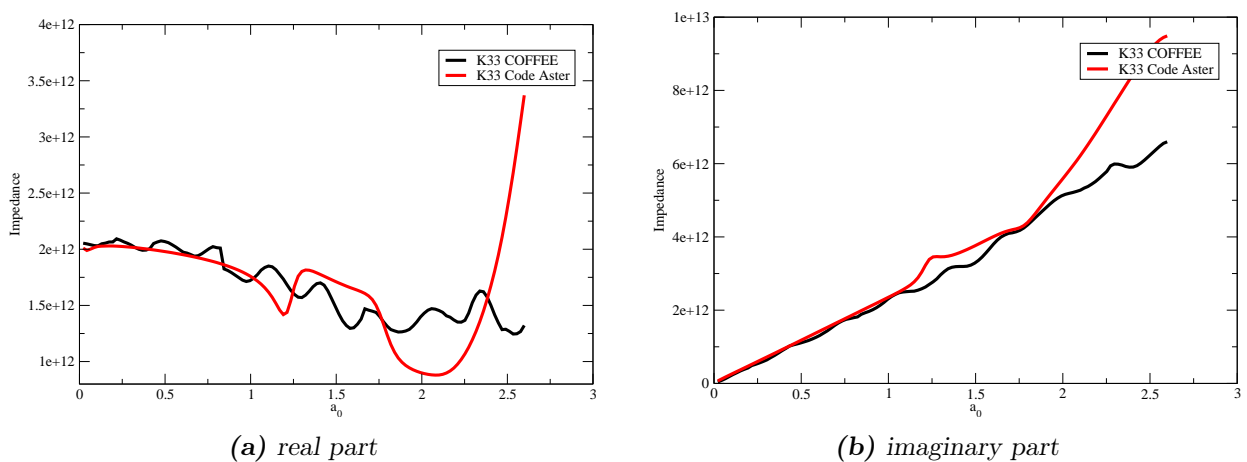 4e+12
3.5e+12
3e+12
2.5e+12
2e+12
1.5e+12
1e+12
Impedance
K33 COFFEE
K33 Code Aster
0 0.5 1 1.5 2 2.5 3
a0
(a) real part
1e+13
8e+12
6e+12
4e+12
2e+12
0
Impedance
K33 COFFEE
K33 Code Aster
0 0.5 1 1.5 2 2.5 3
a0
(b) imaginary part